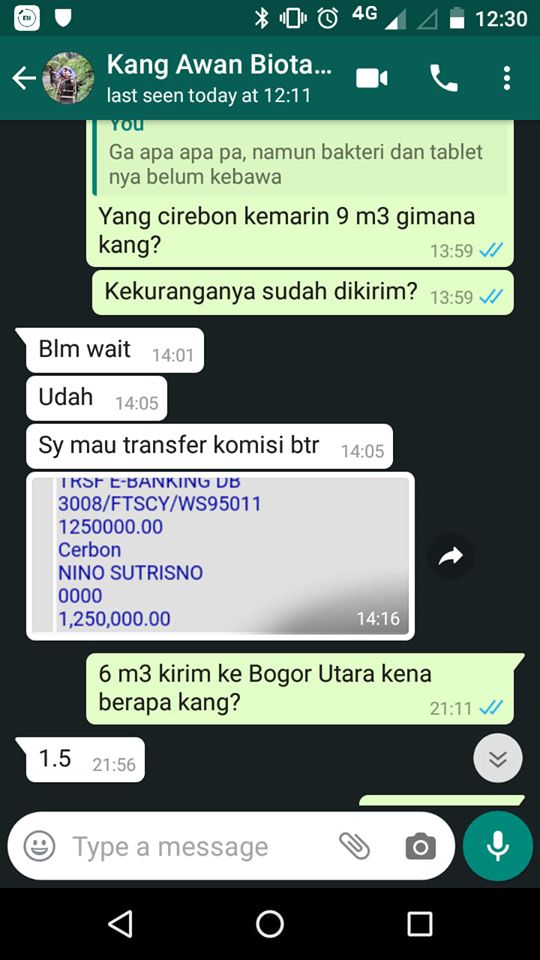 4G 12:30
Kang Awan Biota...
last seen today at 12:11
You
Ga apa apa pa, namun bakteri dan tablet
nya belum kebawa
Yang cirebon kemarin 9 m3 gimana
kang?
13:59
Kekuranganya sudah dikirim? 13:59
Blm wait 14:01
Udah 14:05
Sy mau transfer komisi btr 14:05
TRSF E-BANKING DB
3008/FTSCY/WS95011
1250000.00
Cerbon
NINO SUTRISNO
0000
1,250,000.00
14:16
6 m3 kirim ke Bogor Utara kena
berapa kang?
21:11
1.5 21:56
Type a message